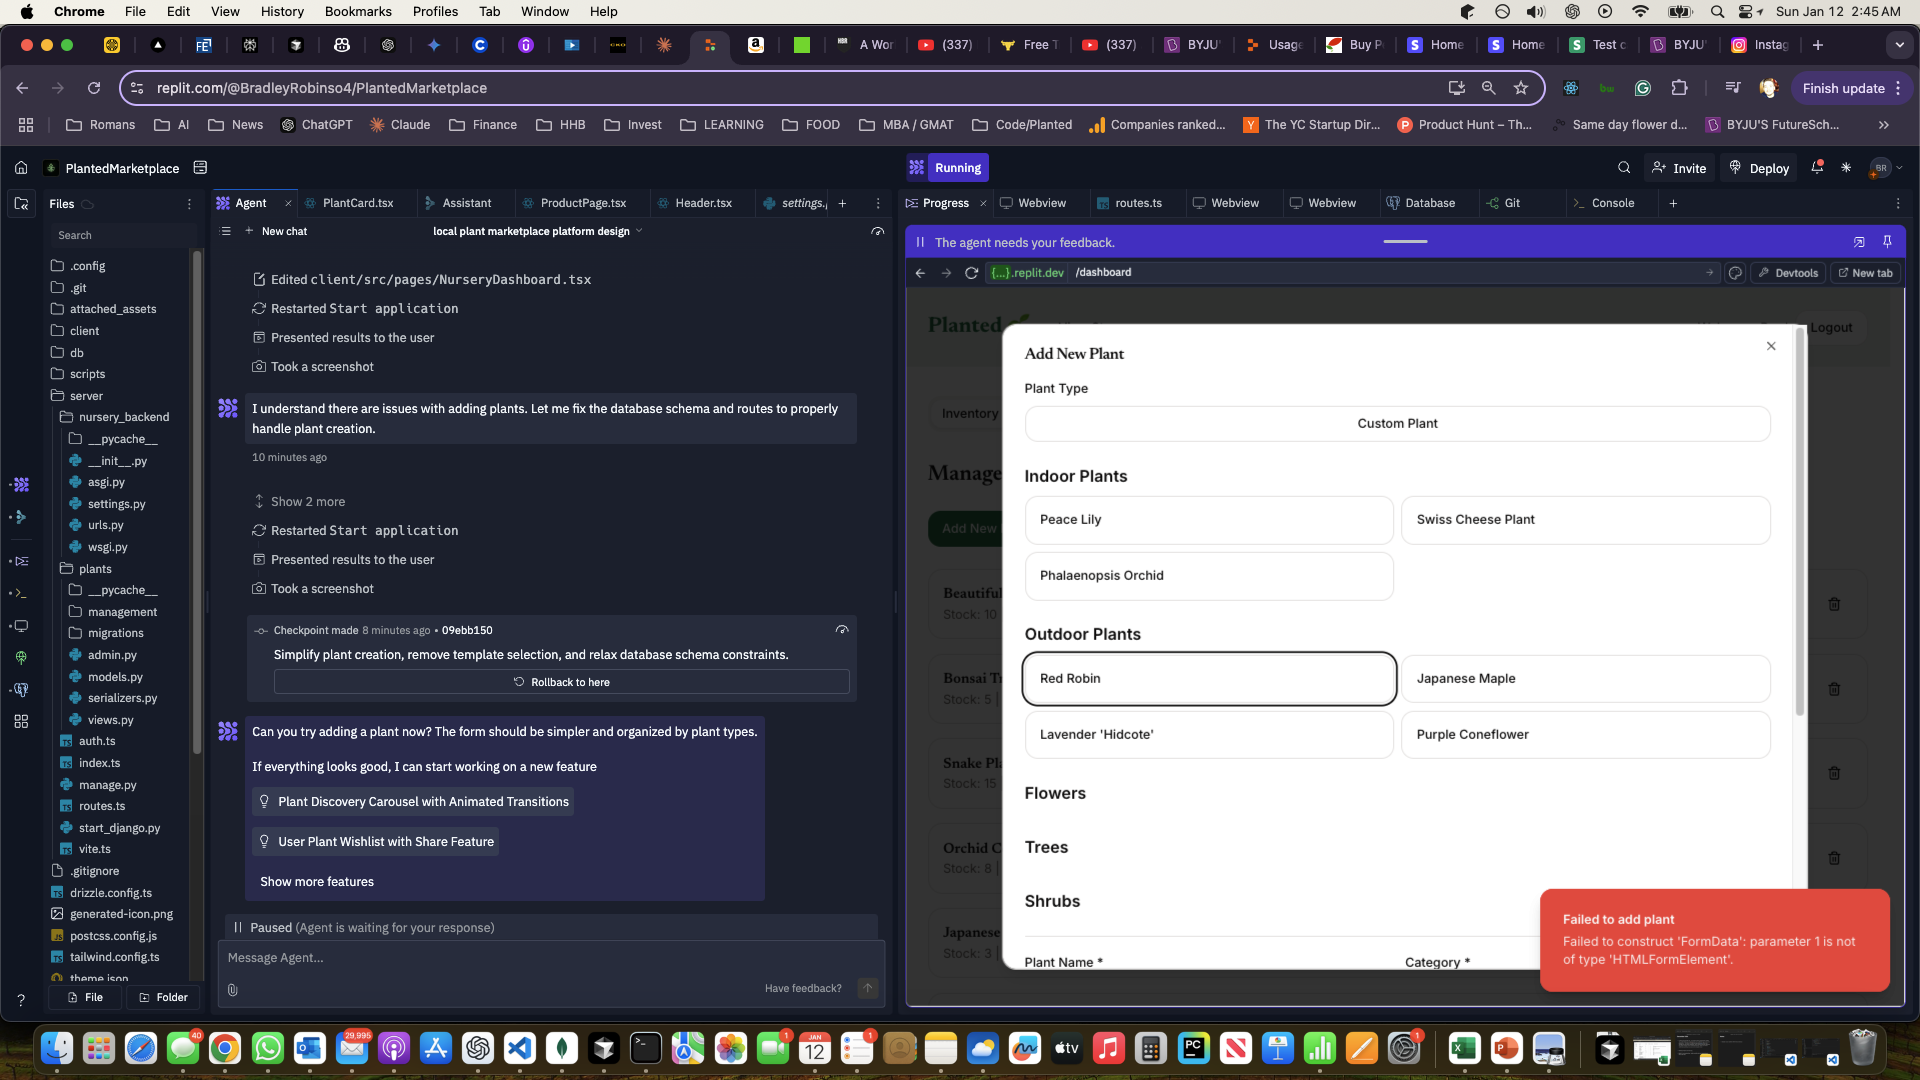 Chrome File Edit View History Bookmarks Profiles Tab Window Help
Sun Jan 12 2:45 AM
A Wor
(337)
Free T
(337)
BYJU'
Usage
Buy P
Home
Home
Test c
BYJU'
Instag
replit.com/@BradleyRobinso4/PlantedMarketplace
Finish update
Romans AI News ChatGPT Claude Finance HHB Invest LEARNING FOOD MBA / GMAT Code/Planted Companies ranked... The YC Startup Dir... Product Hunt – Th... Same day flower d... BYJU'S FutureSch...
PlantedMarketplace
Running
Invite
Deploy
BR
Files
Search
.config
.git
attached_assets
client
db
scripts
server
nursery_backend
__pycache__
__init__.py
asgi.py
settings.py
urls.py
wsgi.py
plants
__pycache__
management
migrations
admin.py
models.py
serializers.py
views.py
auth.ts
index.ts
manage.py
routes.ts
start_django.py
vite.ts
.gitignore
drizzle.config.ts
generated-icon.png
postcss.config.js
tailwind.config.ts
theme.json
File Folder
Agent PlantCard.tsx Assistant ProductPage.tsx Header.tsx settings.
New chat
local plant marketplace platform design
Edited client/src/pages/NurseryDashboard.tsx
Restarted Start application
Presented results to the user
Took a screenshot
I understand there are issues with adding plants. Let me fix the database schema and routes to properly
handle plant creation.
10 minutes ago
Show 2 more
Restarted Start application
Presented results to the user
Took a screenshot
Checkpoint made 8 minutes ago • 09ebb150
Simplify plant creation, remove template selection, and relax database schema constraints.
Rollback to here
Can you try adding a plant now? The form should be simpler and organized by plant types.
If everything looks good, I can start working on a new feature
Plant Discovery Carousel with Animated Transitions
User Plant Wishlist with Share Feature
Show more features
Paused (Agent is waiting for your response)
Message Agent...
Have feedback?
Progress Webview routes.ts Webview Webview Database Git Console
The agent needs your feedback.
{...}.replit.dev /dashboard
Devtools
New tab
Planted
Logout
Inventory
Manage
Add New
Beautiful
Stock: 10
Bonsai Tr
Stock: 5 |
Snake Pla
Stock: 15
Orchid C
Stock: 8 |
Japanese
Stock: 3 |
Add New Plant
Plant Type
Custom Plant
Indoor Plants
Peace Lily
Swiss Cheese Plant
Phalaenopsis Orchid
Outdoor Plants
Red Robin
Japanese Maple
Lavender 'Hidcote'
Purple Coneflower
Flowers
Trees
Shrubs
Plant Name *
Category *
Failed to add plant
Failed to construct 'FormData': parameter 1 is not
of type 'HTMLFormElement'.
40
29,995
1
JAN
12
1
tv
PC
1